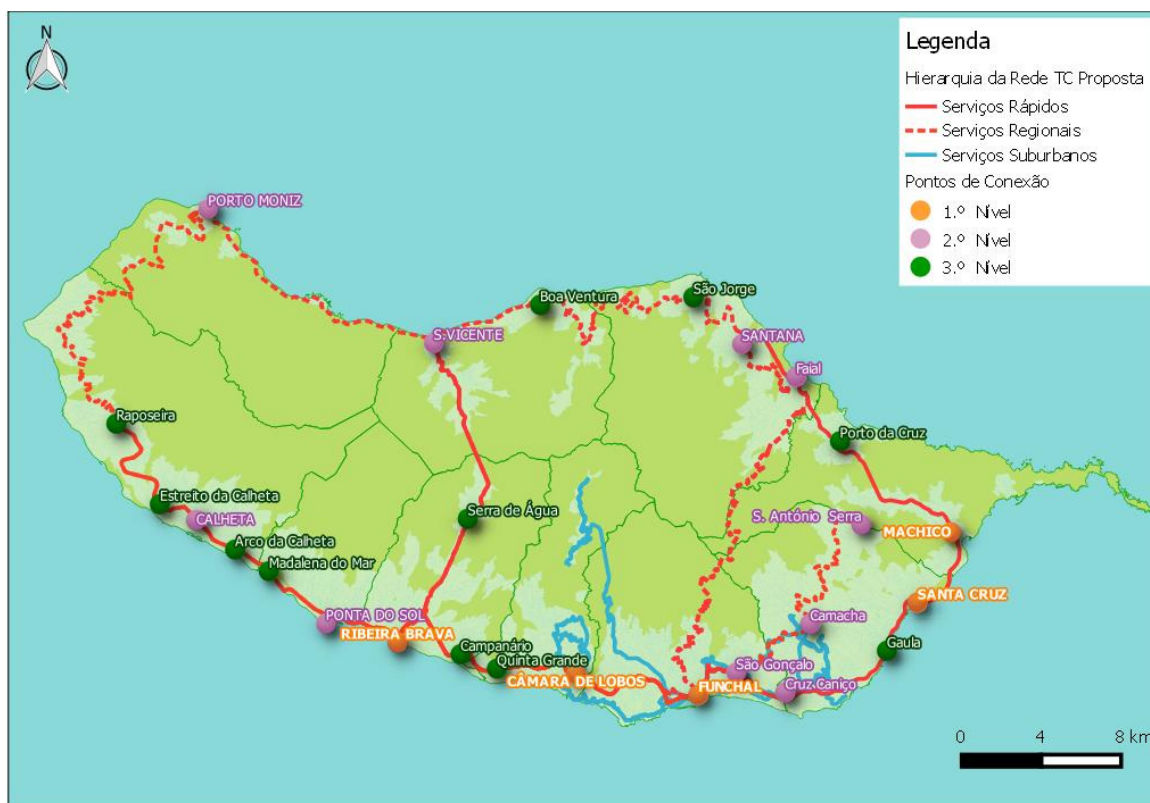 N
Legenda
Hierarquia da Rede TC Proposta
Serviços Rápidos
Serviços Regionais
Serviços Suburbanos
Pontos de Conexão
1.º Nível
2.º Nível
3.º Nível
PORTO MONIZ
Boa Ventura
São Jorge
S.VICENTE
SANTANA
Faial
Raposeira
Porto da Cruz
Estreito da Calheta
CALHETA
Serra de Água
S. António Serra
MACHICO
Arco da Calheta
Madalena do Mar
SANTA CRUZ
PONTA DO SOL
RIBEIRA BRAVA
Camacha
Campanário
Gaula
Quinta Grande
São Gonçalo
CÂMARA DE LOBOS
FUNCHAL
Cruz Caniço
0 4 8 km